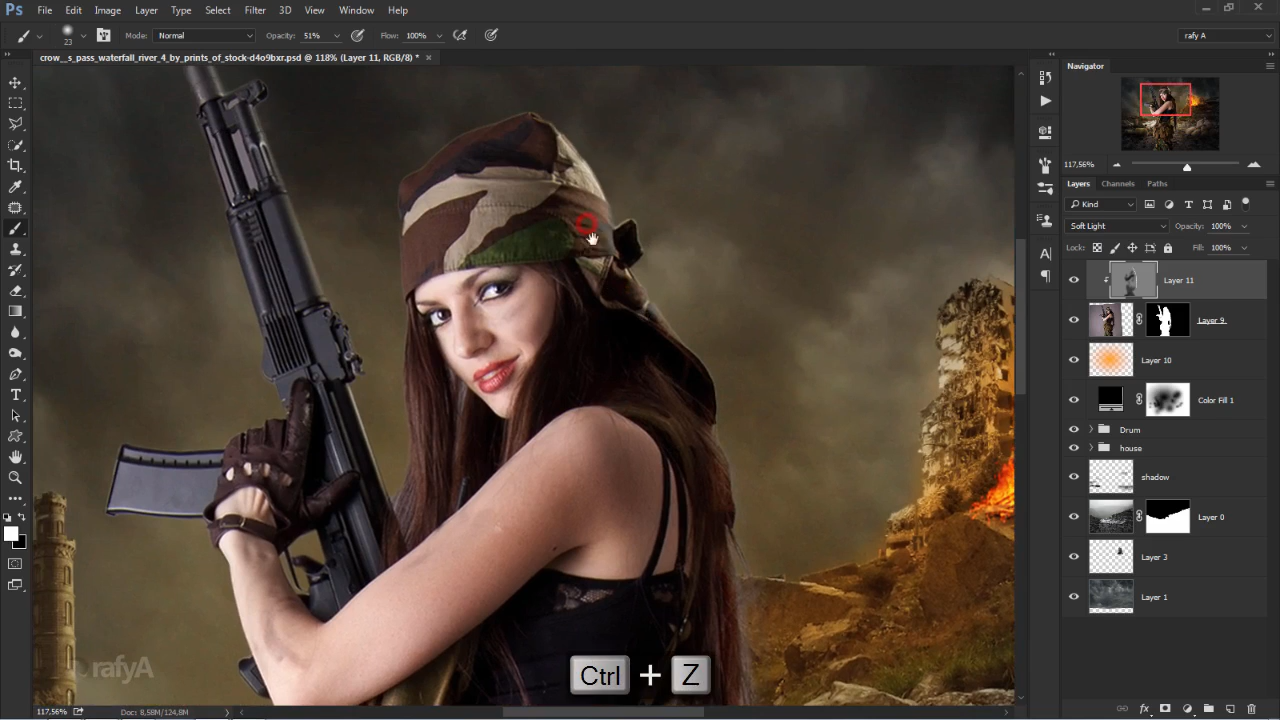 Ps File Edit Image Layer Type Select Filter 3D View Window Help
23 Mode: Normal Opacity: 51% Flow: 100% rafy A
crow__s_pass_waterfall_river_4_by_prints_of_stock-d4o9bxr.psd @ 118% (Layer 11, RGB/8) *
Navigator
117,56%
Layers Channels Paths
Kind
Soft Light Opacity: 100%
Lock: Fill: 100%
Layer 11
Layer 9
Layer 10
Color Fill 1
Drum
house
shadow
Layer 0
Layer 3
Layer 1
rafyA
Ctrl + Z
117,56% Doc: 8,58M/124,8M